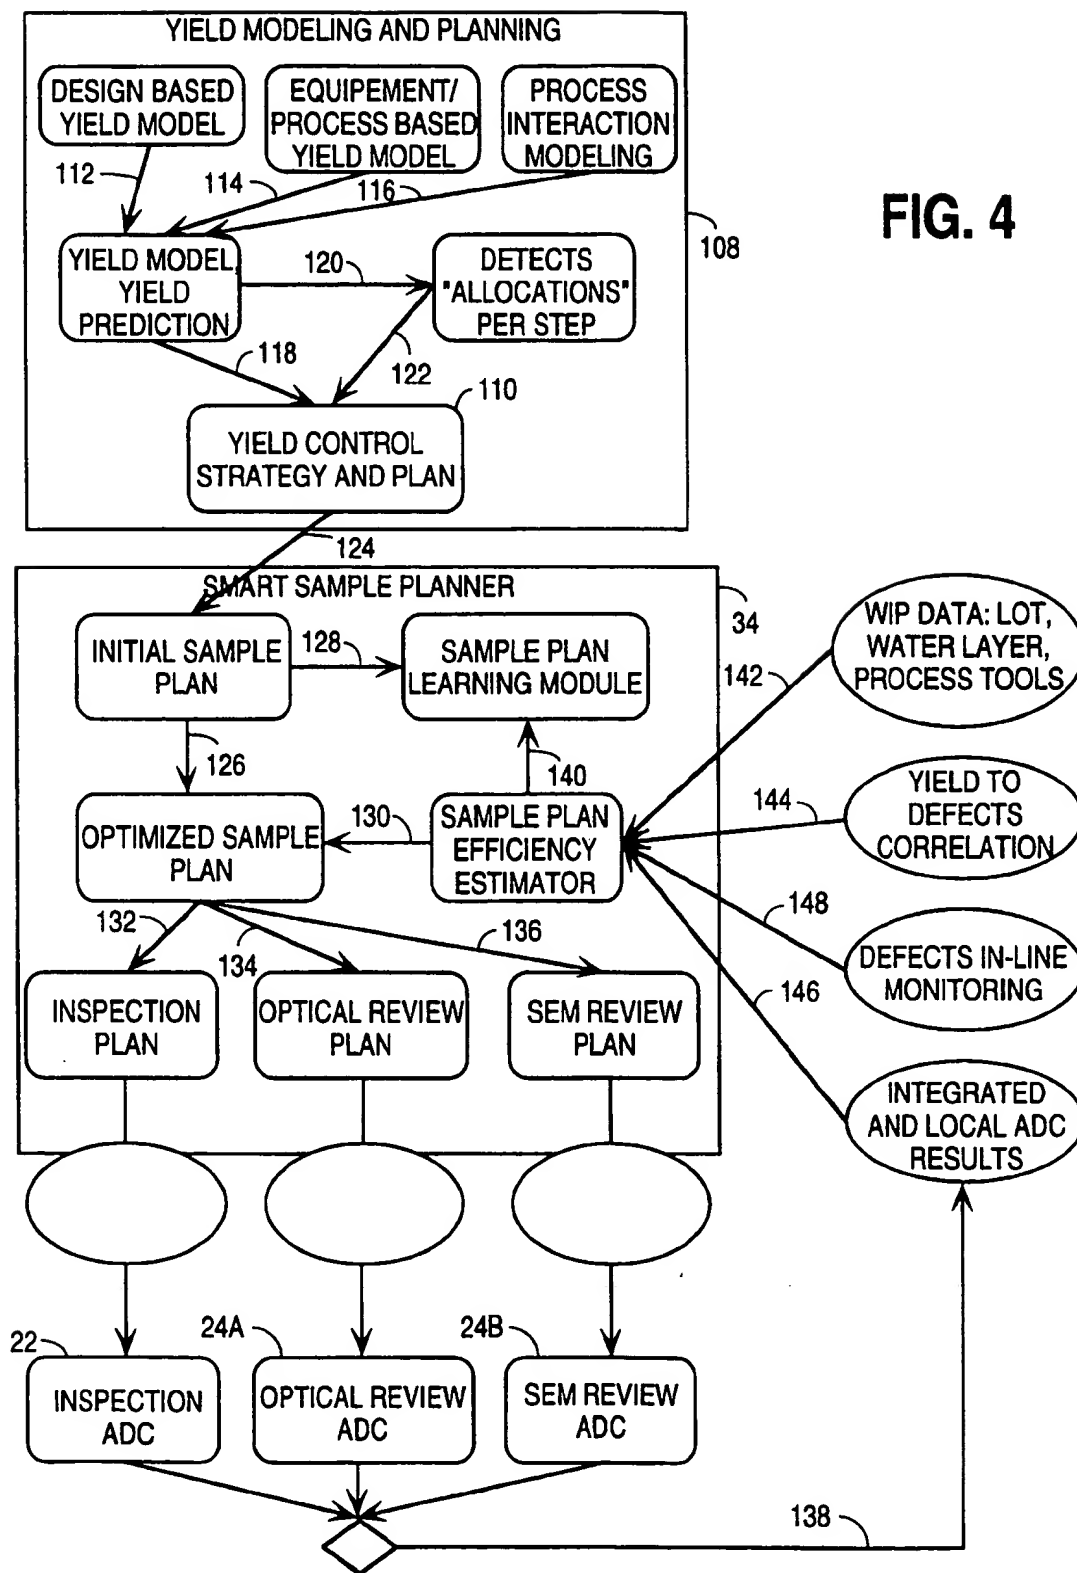 YIELD MODELING AND PLANNING
DESIGN BASED
YIELD MODEL
EQUIPEMENT/
PROCESS BASED
YIELD MODEL
PROCESS
INTERACTION
MODELING
112
114
116
108
FIG. 4
YIELD MODEL,
YIELD
PREDICTION
120
DETECTS
"ALLOCATIONS"
PER STEP
118
122
110
YIELD CONTROL
STRATEGY AND PLAN
124
SMART SAMPLE PLANNER
34
INITIAL SAMPLE
PLAN
128
SAMPLE PLAN
LEARNING MODULE
142
WIP DATA: LOT,
WATER LAYER,
PROCESS TOOLS
126
140
OPTIMIZED SAMPLE
PLAN
130
SAMPLE PLAN
EFFICIENCY
ESTIMATOR
144
YIELD TO
DEFECTS
CORRELATION
132
134
136
148
DEFECTS IN-LINE
MONITORING
146
INSPECTION
PLAN
OPTICAL REVIEW
PLAN
SEM REVIEW
PLAN
INTEGRATED
AND LOCAL ADC
RESULTS
22
24A
24B
INSPECTION
ADC
OPTICAL REVIEW
ADC
SEM REVIEW
ADC
138